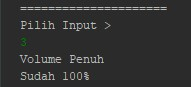 =====================
Pilih Input >
3
Volume Penuh
Sudah 100%